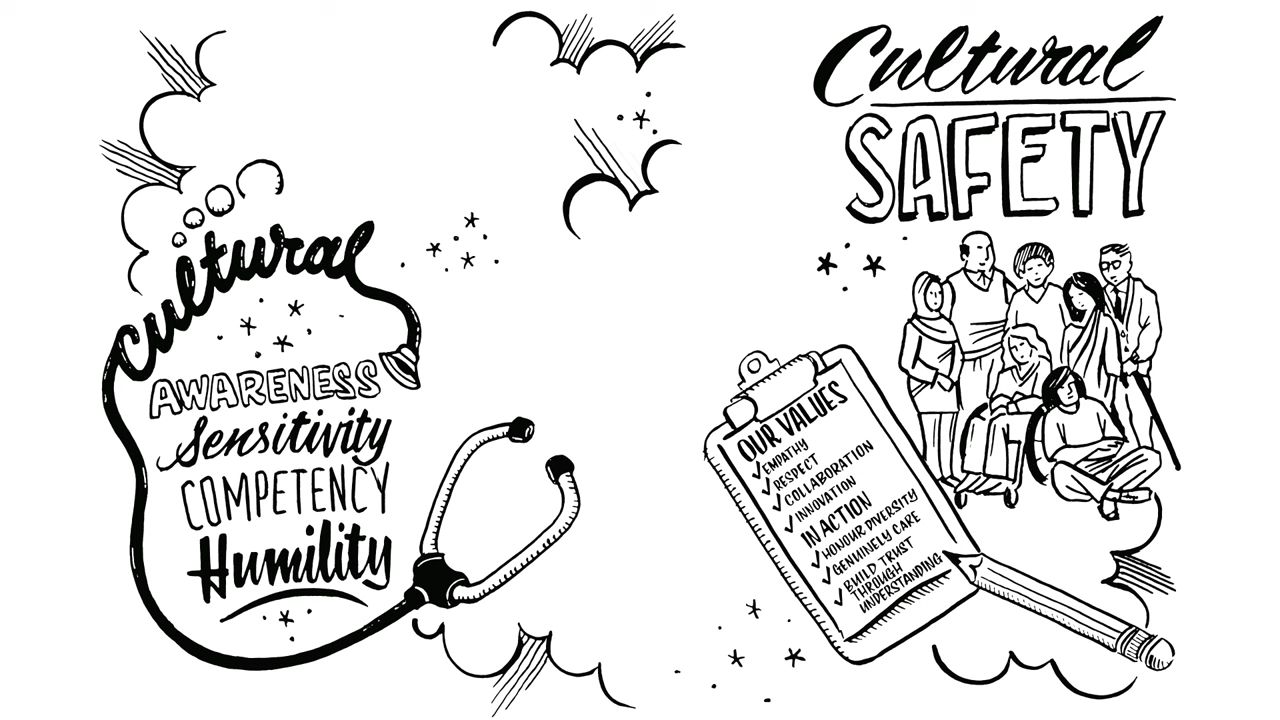 Cultural
AWARENESS
Sensitivity
COMPETENCY
Humility
Cultural
SAFETY
OUR VALUES
EMPATHY
RESPECT
COLLABORATION
INNOVATION
IN ACTION
HONOUR DIVERSITY
GENUINELY CARE
BUILD TRUST
THROUGH
UNDERSTANDING